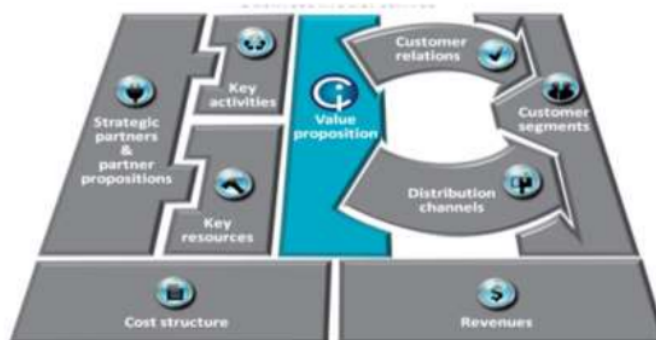 Strategic
partners
&
partner
propositions
Key
activities
Key
resources
Value
proposition
Customer
relations
Distribution
channels
Customer
segments
Cost structure
Revenues
$